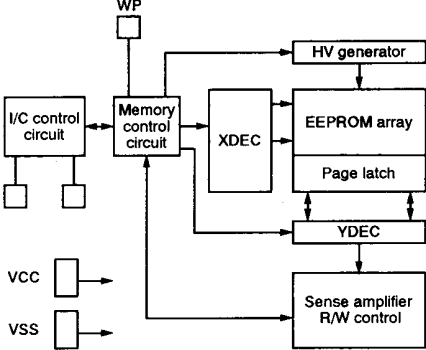 WP
HV generator
I/C control
circuit
Memory
control
circuit
XDEC
EEPROM array
Page latch
YDEC
VCC
VSS
Sense amplifier
R/W control